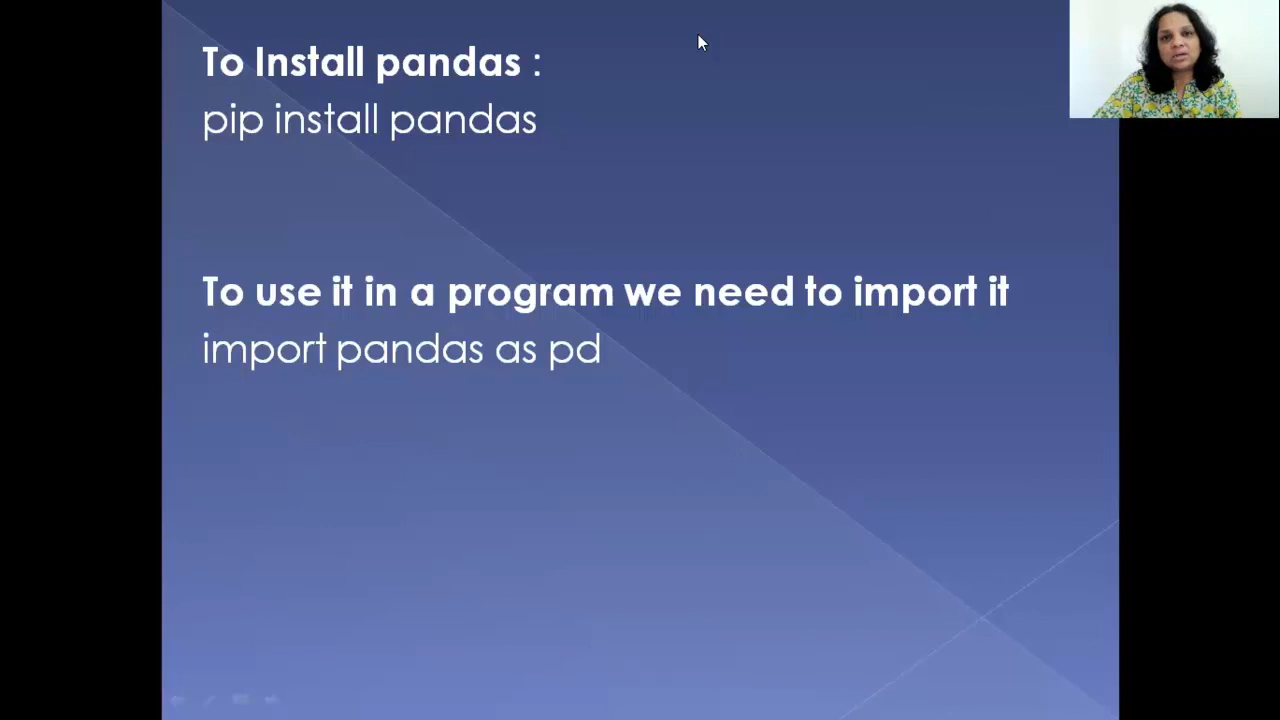 To Install pandas :
pip install pandas
To use it in a program we need to import it
import pandas as pd